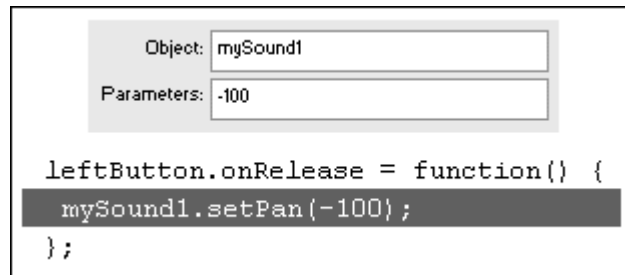 Object: mySound1
Parameters: -100
leftButton.onRelease = function() {
mySound1.setPan(-100);
};